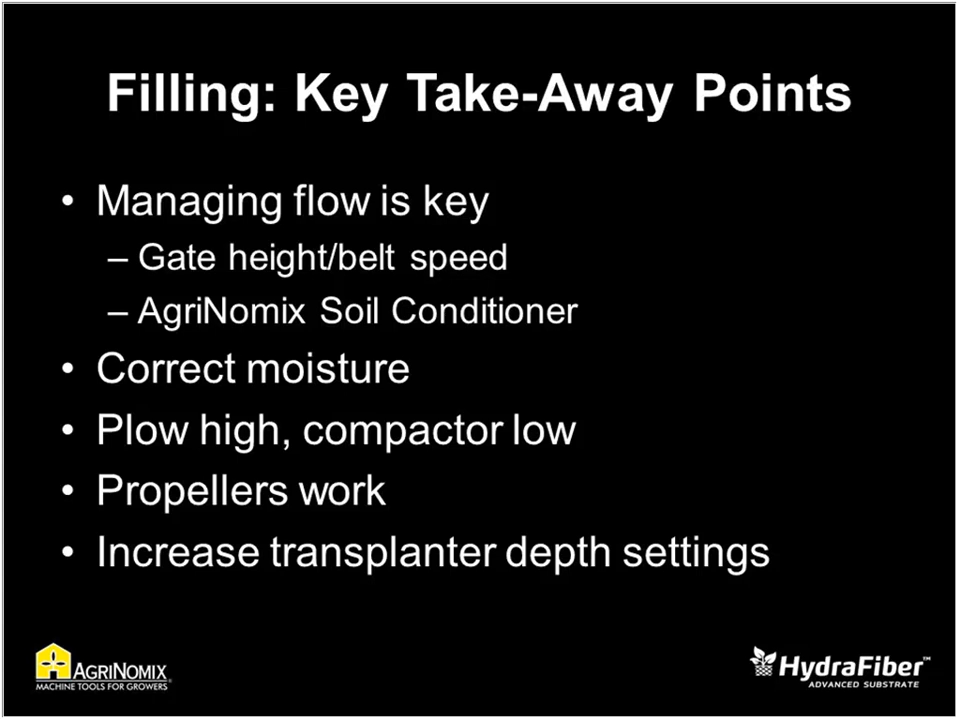 Filling: Key Take-Away Points
• Managing flow is key
– Gate height/belt speed
– AgriNomix Soil Conditioner
• Correct moisture
• Plow high, compactor low
• Propellers work
• Increase transplanter depth settings
AGRINOMIX®
MACHINE TOOLS FOR GROWERS
HydraFiber™
ADVANCED SUBSTRATE